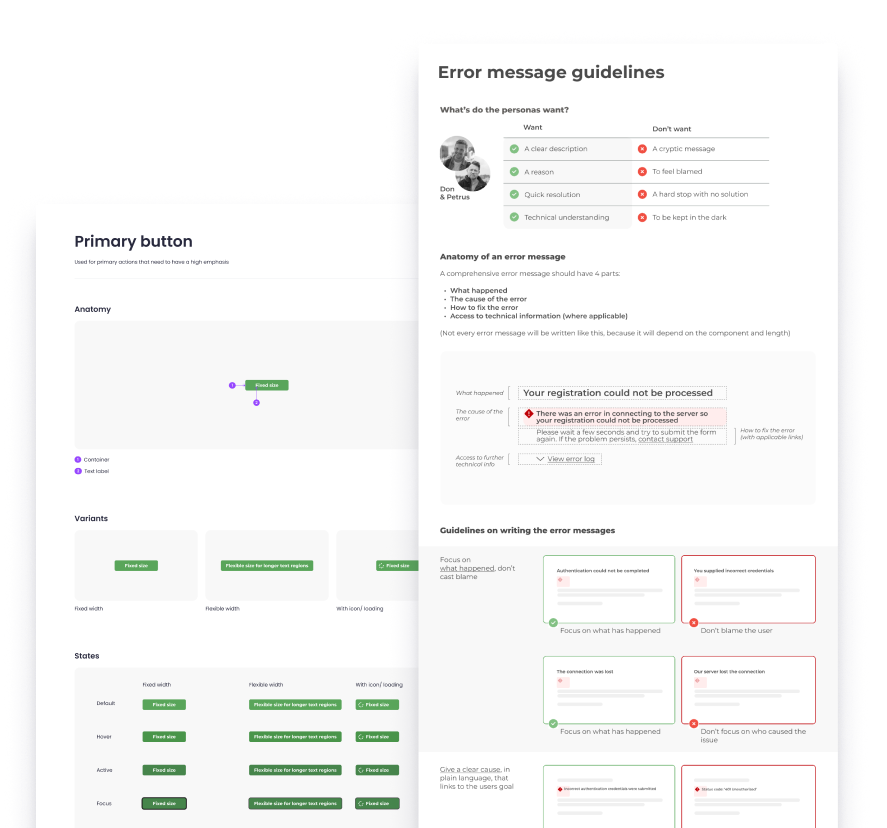 Error message guidelines
What's do the personas want?
Want
Don't want
A clear description
A cryptic message
A reason
To feel blamed
Quick resolution
A hard stop with no solution
Technical understanding
To be kept in the dark
Don
& Petrus
Anatomy of an error message
A comprehensive error message should have 4 parts:
• What happened
• The cause of the error
• How to fix the error
• Access to technical information (where applicable)
(Not every error message will be written like this, because it will depend on the component and length)
What happened
Your registration could not be processed
The cause of the
error
There was an error in connecting to the server so
your registration could not be processed
Please wait a few seconds and try to submit the form
again. If the problem persists, contact support
How to fix the error
(with applicable links)
Access to further
technical info
View error log
Guidelines on writing the error messages
Focus on
what happened, don't
cast blame
Authentication could not be completed
You supplied incorrect credentials
Focus on what has happened
Don't blame the user
The connection was lost
Our server lost the connection
Focus on what has happened
Don't focus on who caused the
issue
Give a clear cause, in
plain language, that
links to the users goal
Incorrect authentication credentials were submitted
Primary button
Used for primary actions that need to have a high emphasis
Anatomy
1
Fixed size
2
1 Container
2 Text label
Variants
Fixed size
Flexible size for longer text regions
Fixed size
Fixed width
Flexible width
With icon/ loading
States
Fixed width
Flexible width
With icon/ loading
Default
Fixed size
Flexible size for longer text regions
Fixed size
Hover
Fixed size
Flexible size for longer text regions
Fixed size
Active
Fixed size
Flexible size for longer text regions
Fixed size
Focus
Fixed size
Flexible size for longer text regions
Fixed size